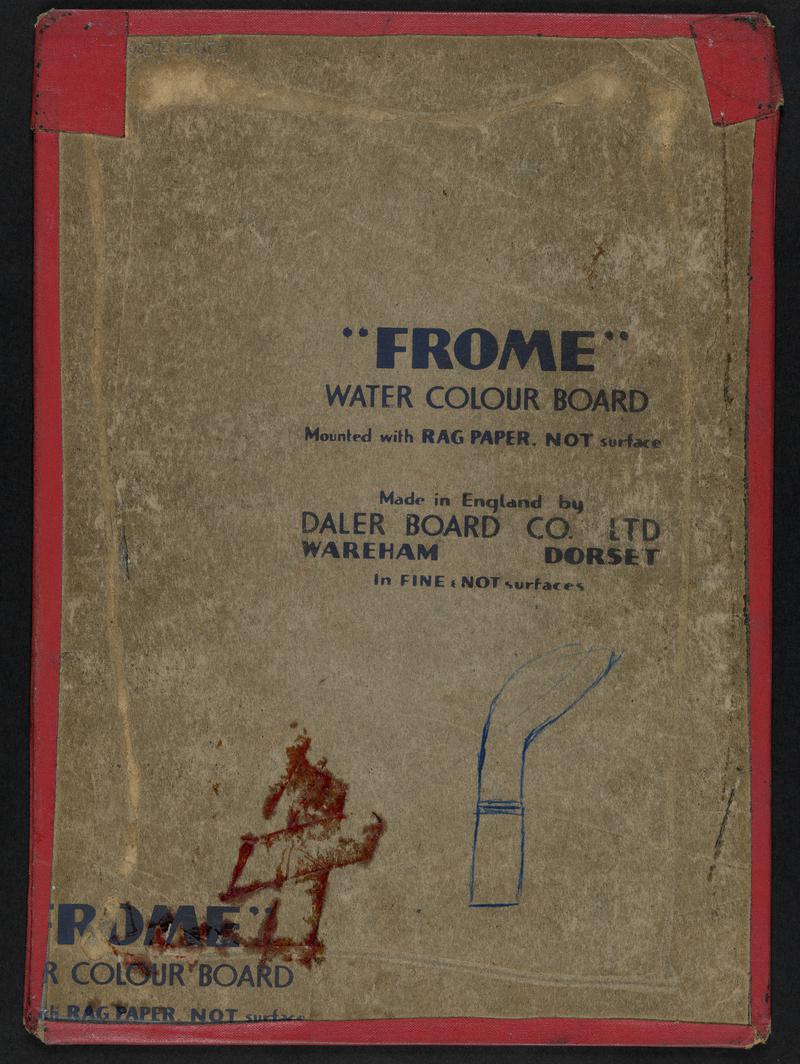 "FROME"
WATER COLOUR BOARD
Mounted with RAG PAPER. NOT surface
Made in England by
DALER BOARD CO. LTD
WAREHAM DORSET
In FINE & NOT surfaces
FROME"
R COLOUR BOARD
RAG PAPER. NOT surface